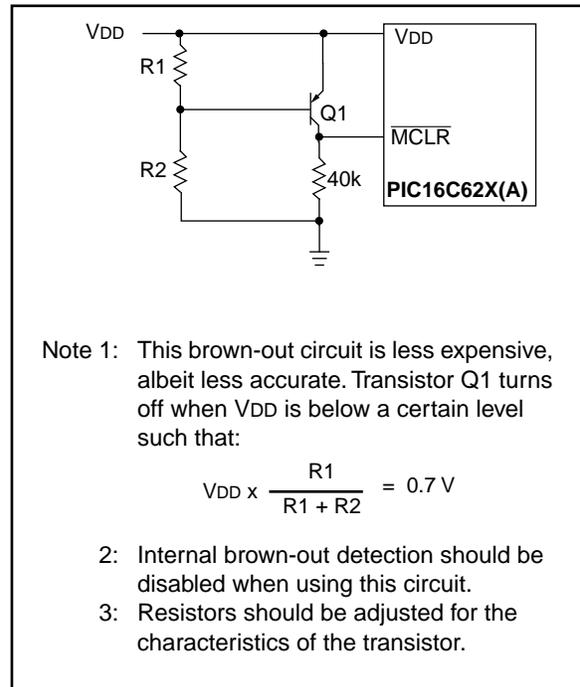 VDD
VDD
R1
Q1
MCLR
R2
40k
PIC16C62X(A)
Note 1: This brown-out circuit is less expensive,
albeit less accurate. Transistor Q1 turns
off when VDD is below a certain level
such that:
VDD x R1 / R1 + R2 = 0.7 V
2: Internal brown-out detection should be
disabled when using this circuit.
3: Resistors should be adjusted for the
characteristics of the transistor.